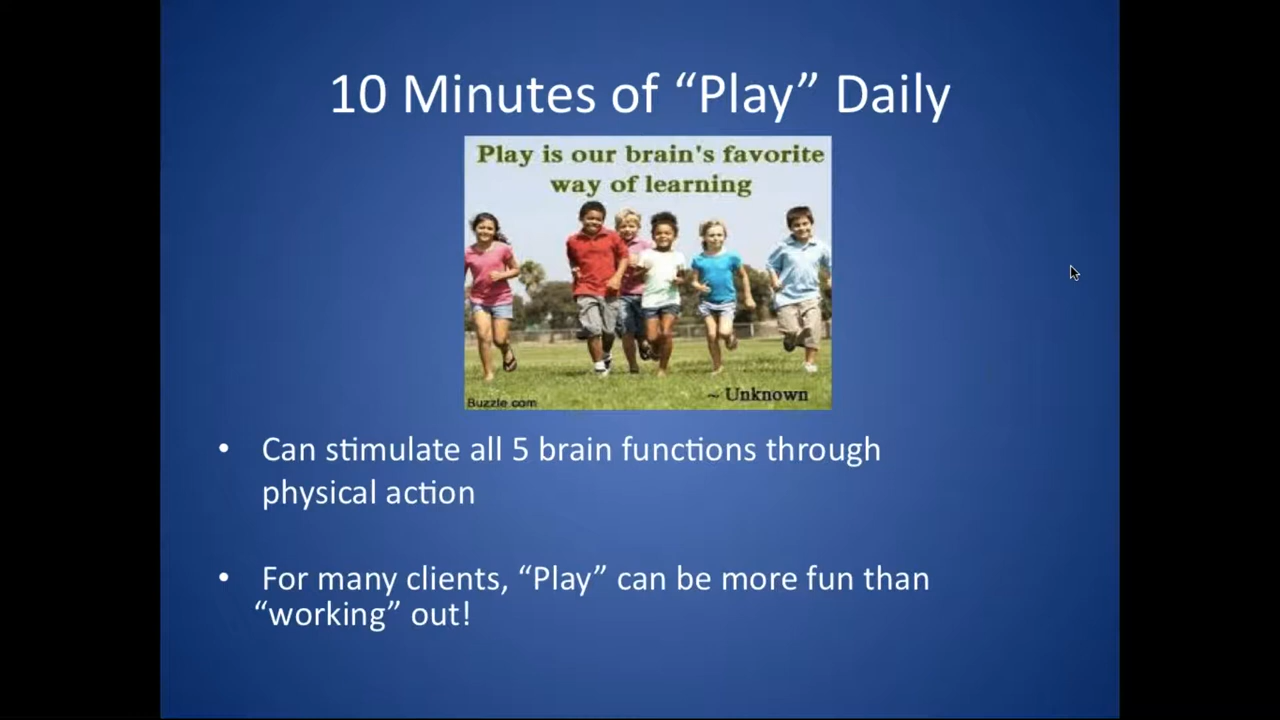 10 Minutes of “Play” Daily
Play is our brain's favorite
way of learning
~ Unknown
Buzzle.com
• Can stimulate all 5 brain functions through
physical action
• For many clients, “Play” can be more fun than
“working” out!